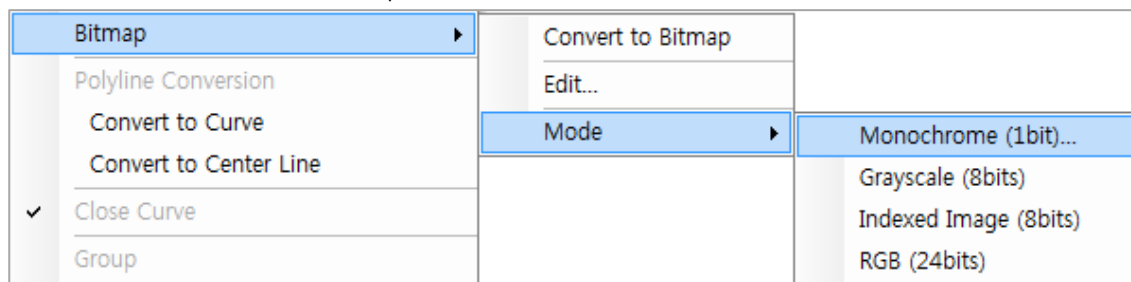 Bitmap
Polyline Conversion
Convert to Curve
Convert to Center Line
Close Curve
Group
Convert to Bitmap
Edit...
Mode
Monochrome (1bit)...
Grayscale (8bits)
Indexed Image (8bits)
RGB (24bits)